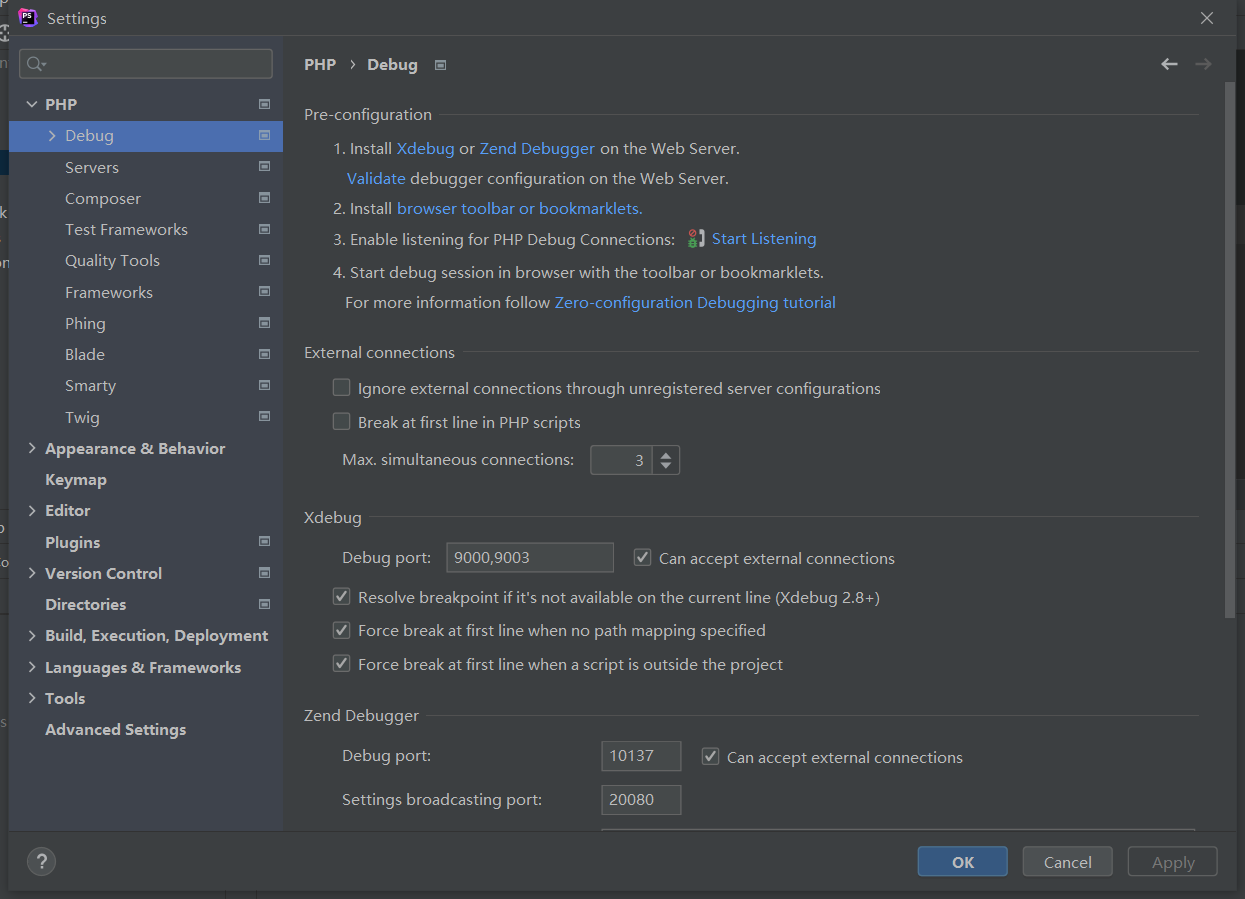 PS
Settings
PHP
Debug
Servers
Composer
Test Frameworks
Quality Tools
Frameworks
Phing
Blade
Smarty
Twig
Appearance & Behavior
Keymap
Editor
Plugins
Version Control
Directories
Build, Execution, Deployment
Languages & Frameworks
Tools
Advanced Settings
PHP › Debug
Pre-configuration
1. Install Xdebug or Zend Debugger on the Web Server.
Validate debugger configuration on the Web Server.
2. Install browser toolbar or bookmarklets.
3. Enable listening for PHP Debug Connections: Start Listening
4. Start debug session in browser with the toolbar or bookmarklets.
For more information follow Zero-configuration Debugging tutorial
External connections
Ignore external connections through unregistered server configurations
Break at first line in PHP scripts
Max. simultaneous connections: 3
Xdebug
Debug port: 9000,9003 Can accept external connections
Resolve breakpoint if it's not available on the current line (Xdebug 2.8+)
Force break at first line when no path mapping specified
Force break at first line when a script is outside the project
Zend Debugger
Debug port: 10137 Can accept external connections
Settings broadcasting port: 20080
?
OK Cancel Apply